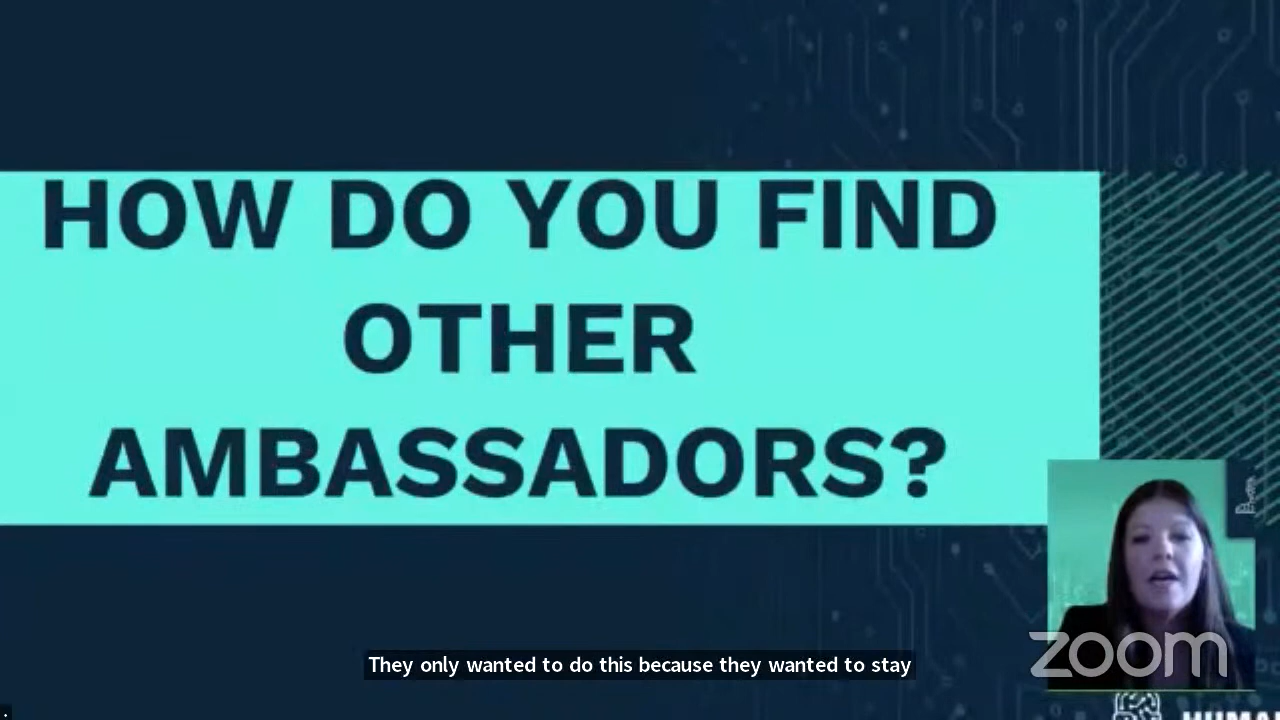 HOW DO YOU FIND
OTHER
AMBASSADORS?
They only wanted to do this because they wanted to stay
zoom